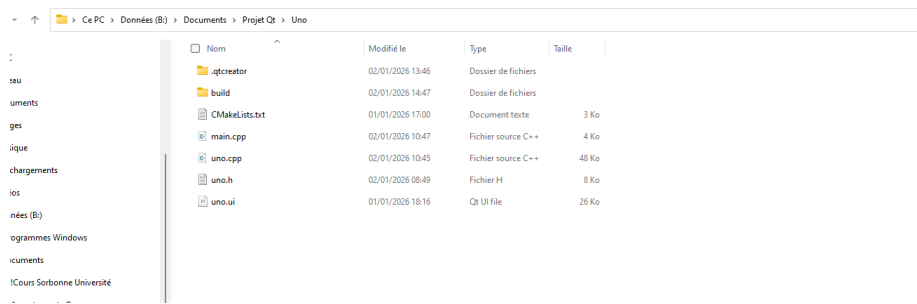 Ce PC > Données (B:) > Documents > Projet Qt > Uno
Nom Modifié le Type Taille
.qtcreator 02/01/2026 13:46 Dossier de fichiers
build 02/01/2026 14:47 Dossier de fichiers
CMakeLists.txt 01/01/2026 17:00 Document texte 3 Ko
main.cpp 02/01/2026 10:47 Fichier source C++ 4 Ko
uno.cpp 02/01/2026 10:45 Fichier source C++ 48 Ko
uno.h 02/01/2026 08:49 Fichier H 8 Ko
uno.ui 01/01/2026 18:16 Qt UI file 26 Ko
eau
uments
ges
sique
chargements
éos
nées (B:)
ogrammes Windows
cuments
!Cours Sorbonne Université